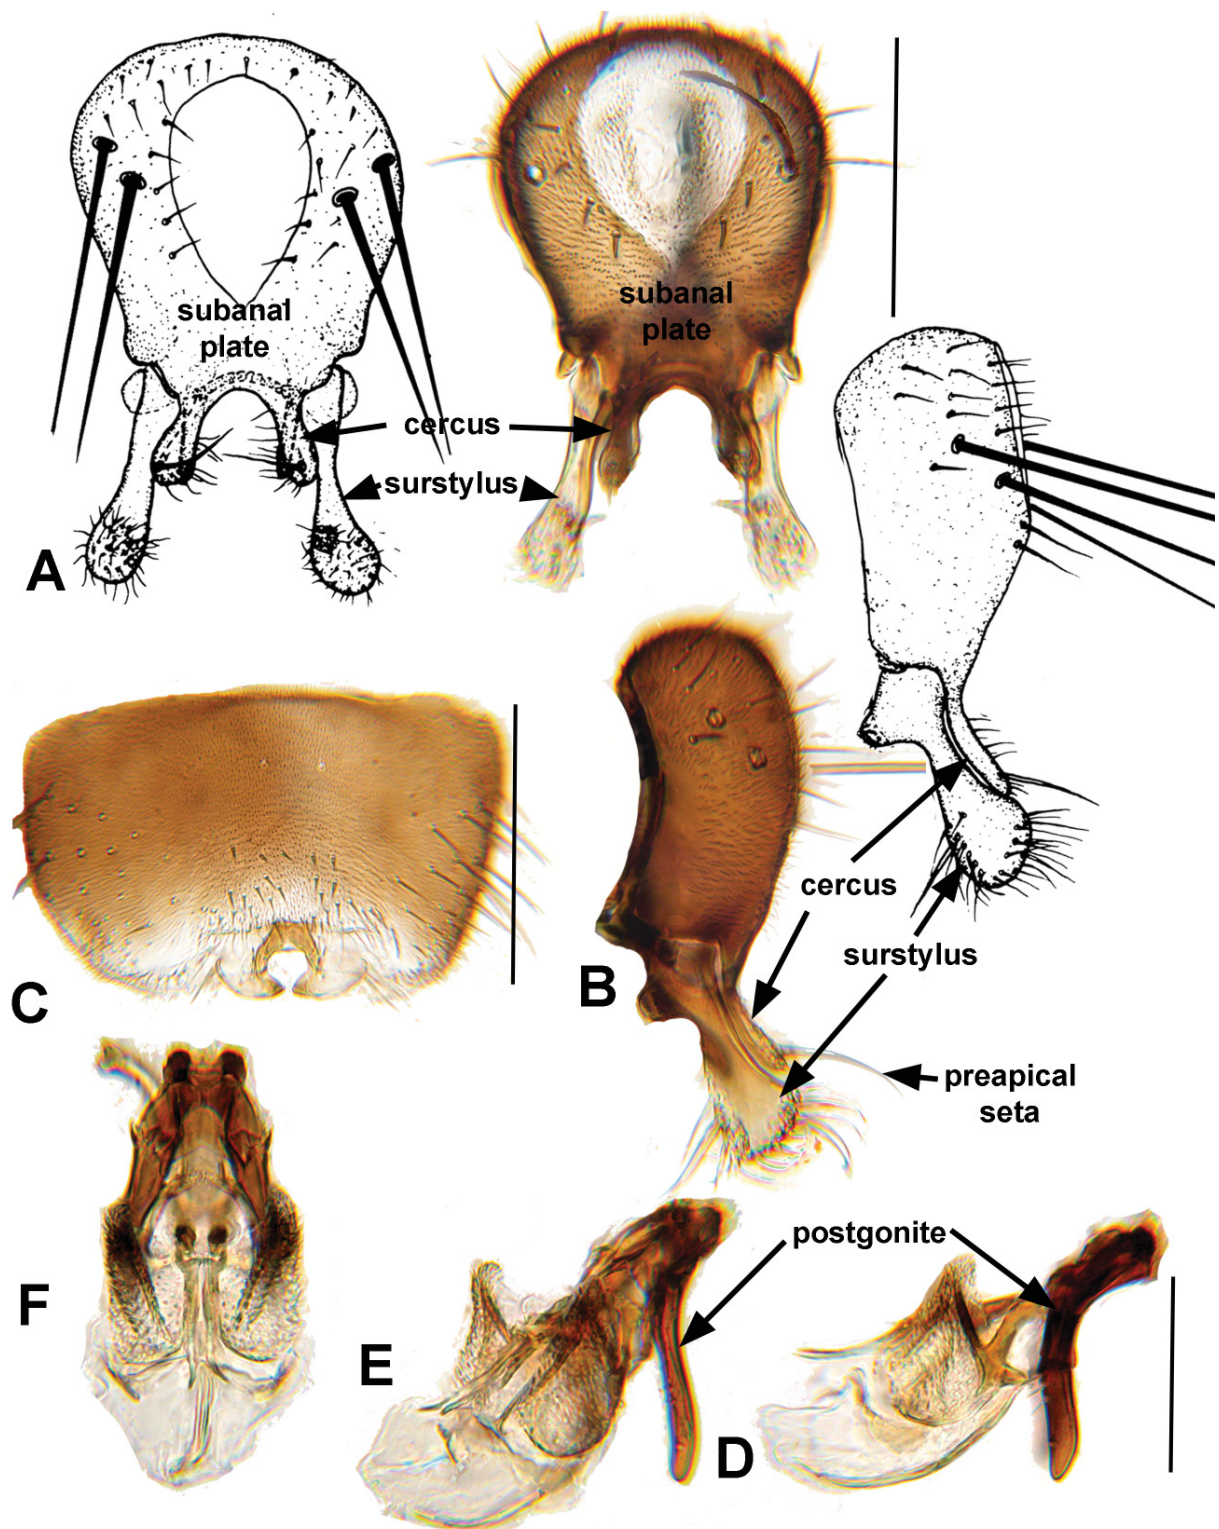 subanal
plate
subanal
plate
cercus
surstylus
A
cercus
surstylus
B
C
preapical
seta
postgonite
F
E
D